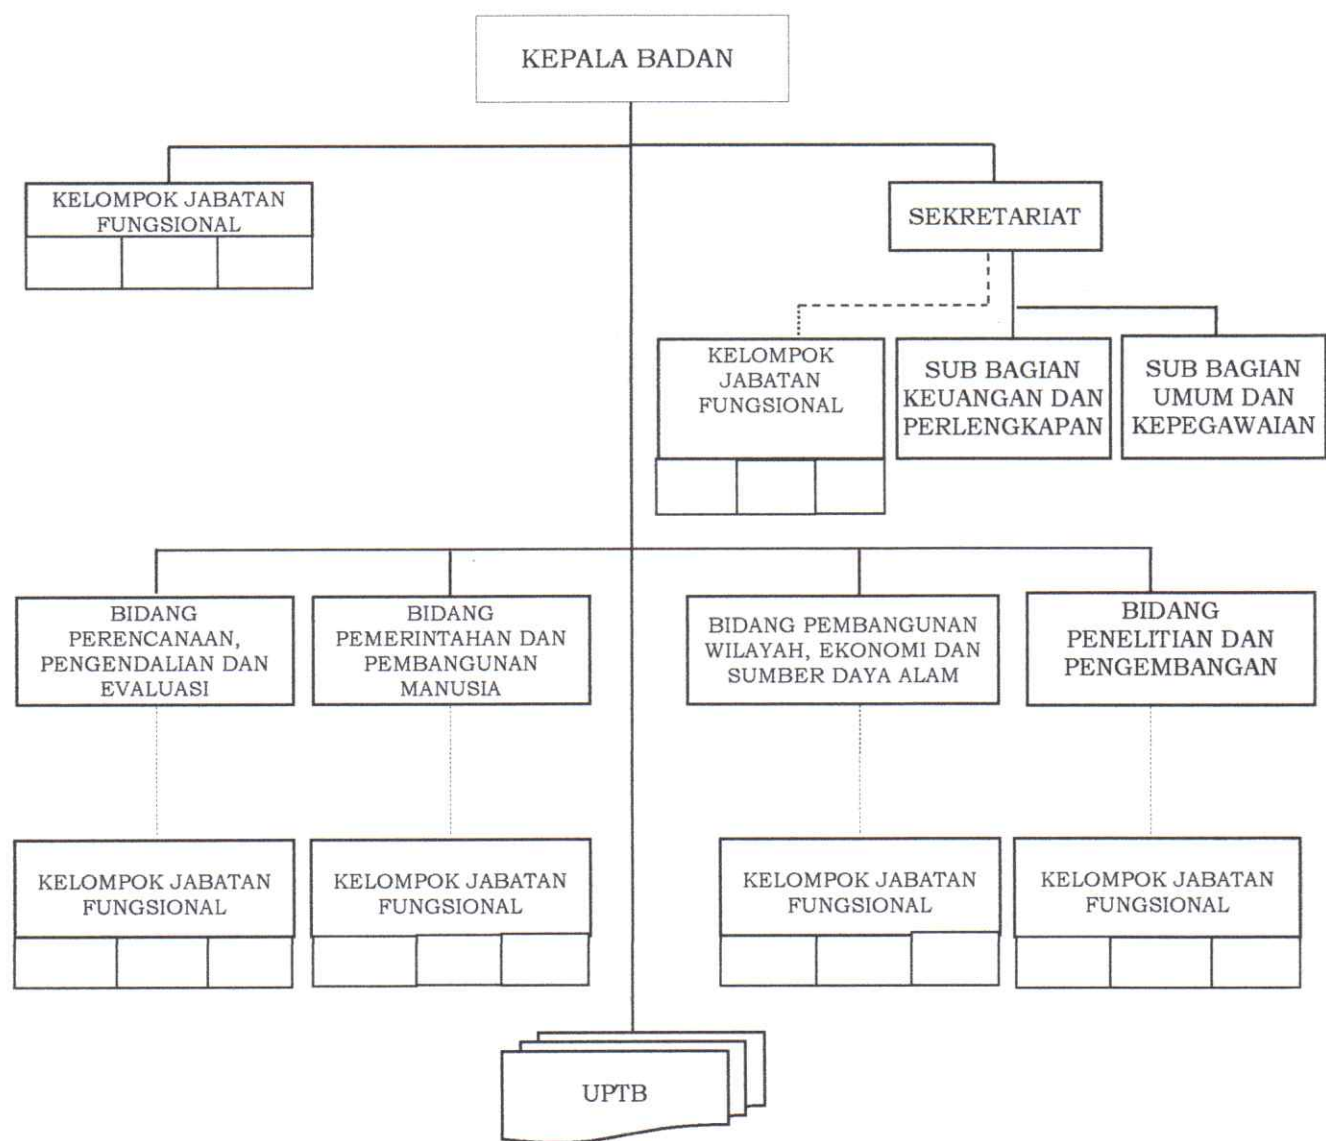 KEPALA BADAN
KELOMPOK JABATAN
FUNGSIONAL
SEKRETARIAT
KELOMPOK
JABATAN
FUNGSIONAL
SUB BAGIAN
KEUANGAN DAN
PERLENGKAPAN
SUB BAGIAN
UMUM DAN
KEPEGAWAIAN
BIDANG
PERENCANAAN,
PENGENDALIAN DAN
EVALUASI
BIDANG
PEMERINTAHAN DAN
PEMBANGUNAN
MANUSIA
BIDANG PEMBANGUNAN
WILAYAH, EKONOMI DAN
SUMBER DAYA ALAM
BIDANG
PENELITIAN DAN
PENGEMBANGAN
KELOMPOK JABATAN
FUNGSIONAL
KELOMPOK JABATAN
FUNGSIONAL
KELOMPOK JABATAN
FUNGSIONAL
KELOMPOK JABATAN
FUNGSIONAL
UPTB